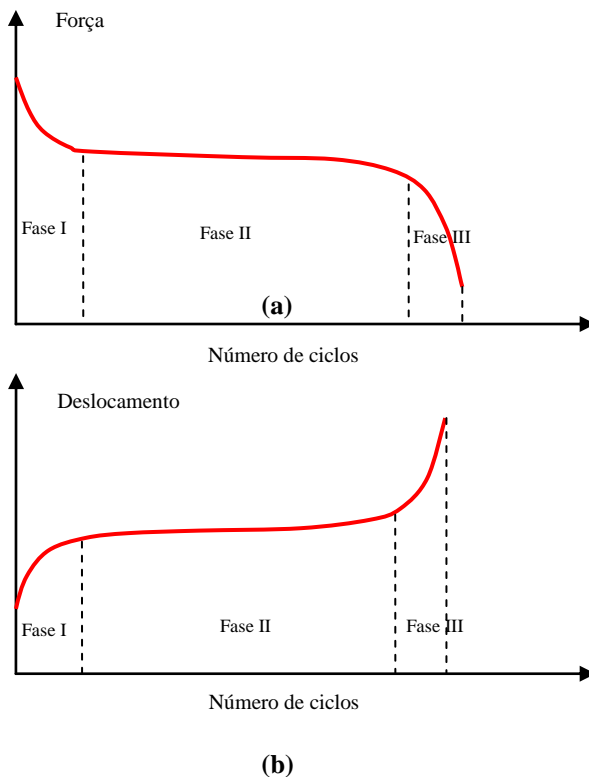 Força
Fase I
Fase II
Fase III
(a)
Número de ciclos
Deslocamento
Fase I
Fase II
Fase III
Número de ciclos
(b)